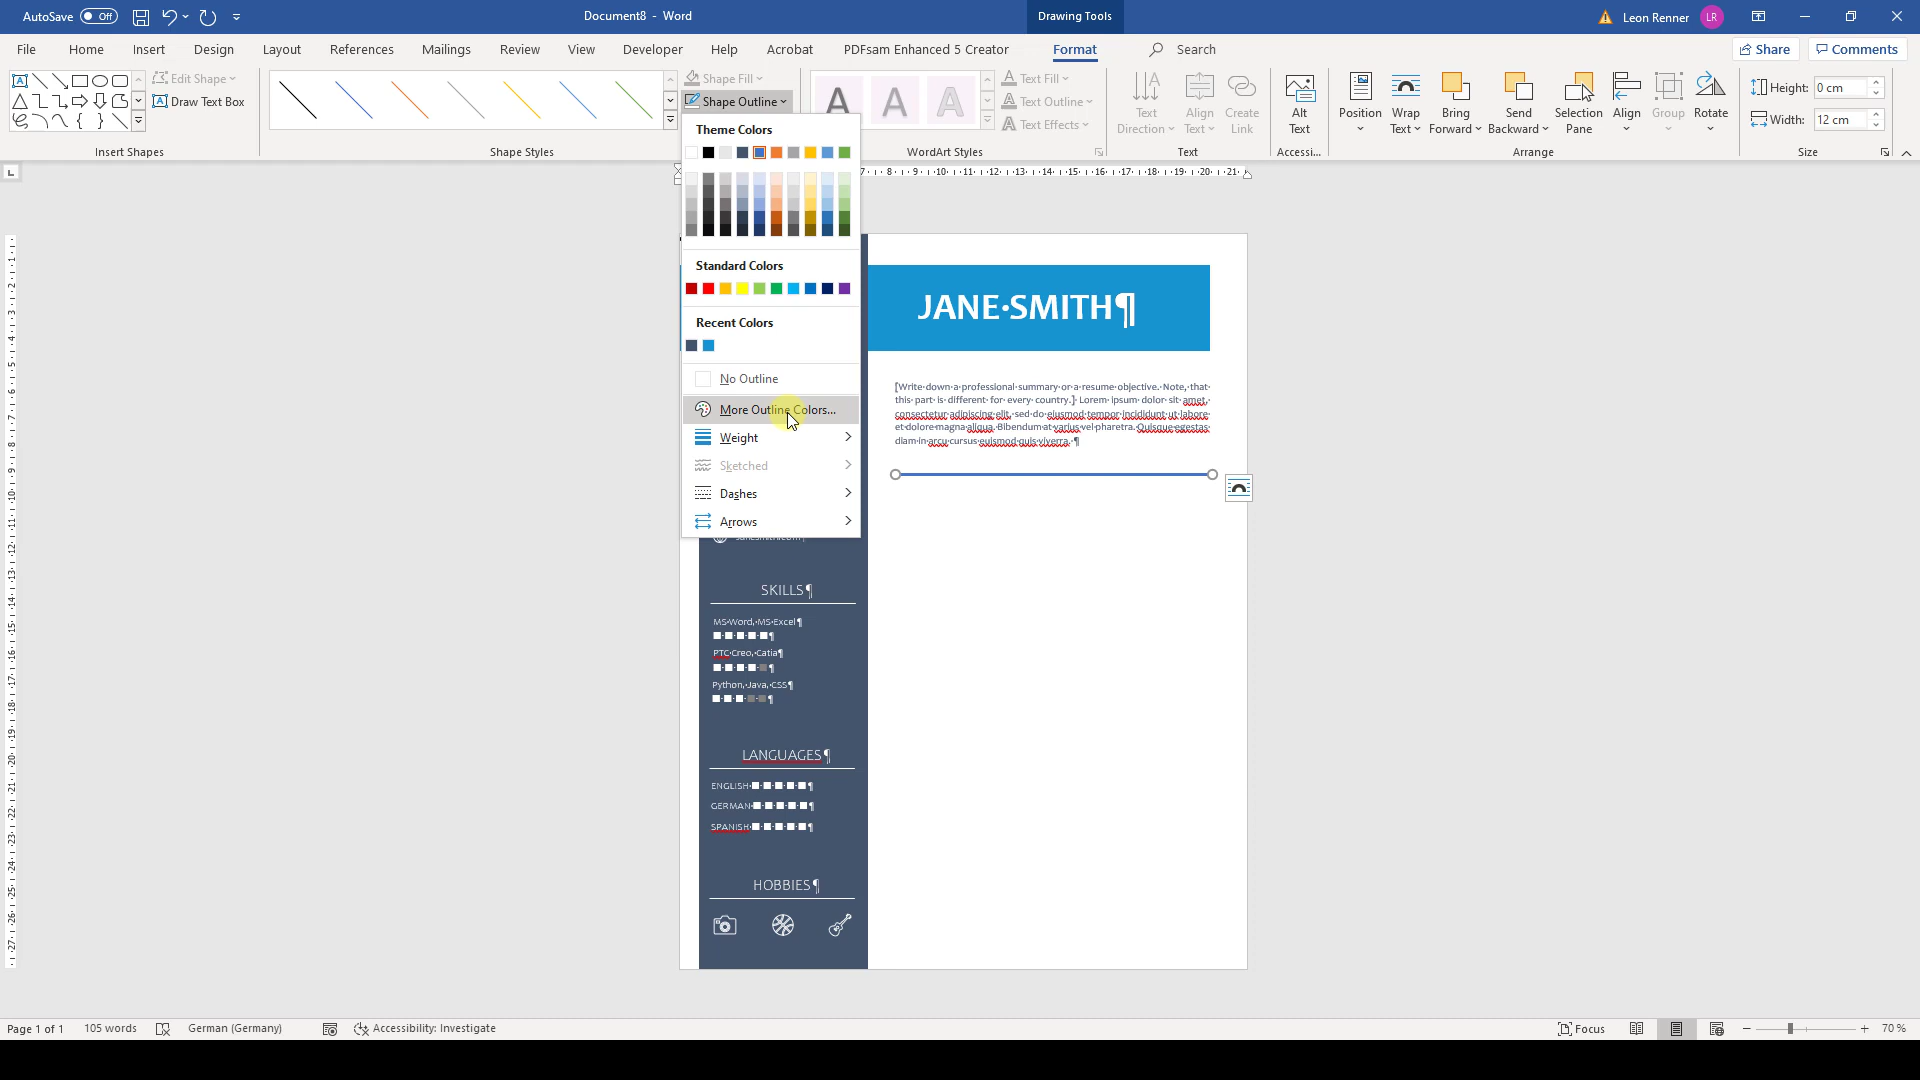 AutoSave Off
Document8 - Word
Drawing Tools
Leon Renner LR
File Home Insert Design Layout References Mailings Review View Developer Help Acrobat PDFsam Enhanced 5 Creator Format Search
Share Comments
Edit Shape
Draw Text Box
Insert Shapes
Shape Styles
Shape Fill
Shape Outline
WordArt Styles
Text Fill
Text Outline
Text Effects
Text Direction
Align Text
Create Link
Text
Alt Text
Accessi...
Position
Wrap Text
Bring Forward
Send Backward
Selection Pane
Align
Group
Rotate
Arrange
Height: 0 cm
Width: 12 cm
Size
Theme Colors
Standard Colors
Recent Colors
No Outline
More Outline Colors...
Weight
Sketched
Dashes
Arrows
JANE·SMITH¶
[Write·down·a·professional·summary·or·a·resume·objective.·Note,·that·
this·part·is·different·for·every·country.]·Lorem·ipsum·dolor·sit·amet,·
consectetur·adipiscing·elit,·sed·do·eiusmod·tempor·incididunt·ut·labore·
et·dolore·magna·aliqua.·Bibendum·at·varius·vel·pharetra.·Quisque·egestas·
diam·in·arcu·cursus·euismod·quis·viverra.·¶
SKILLS¶
MS·Word,·MS·Excel¶
PTC·Creo,·Catia¶
Python,·Java,·CSS¶
LANGUAGES¶
ENGLISH·■·■·■·■·■¶
GERMAN·■·■·■·■·■¶
SPANISH·■·■·■·■·■¶
HOBBIES¶
Page 1 of 1 105 words German (Germany) Accessibility: Investigate
Focus 70 %